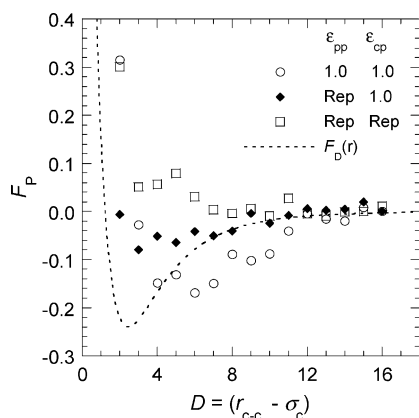 ε_pp ε_cp
1.0 1.0
Rep 1.0
Rep Rep
F_D(r)
0.4
0.3
0.2
0.1
0.0
-0.1
-0.2
-0.3
F_P
0 4 8 12 16
D = (r_c-c - σ_c)